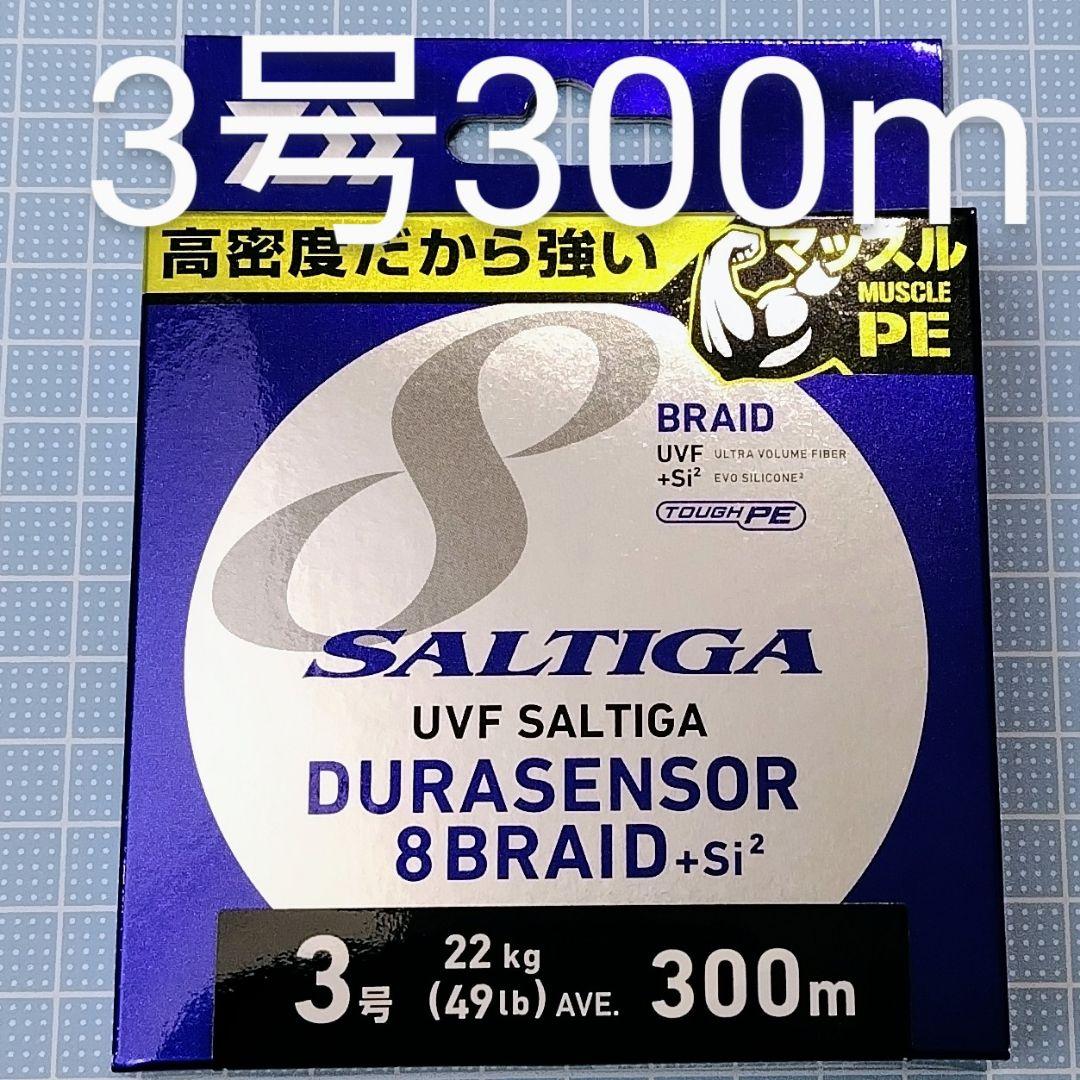 3号300m
高密度だから強い
マッスル
MUSCLE
PE
BRAID
UVF ULTRA VOLUME FIBER
+Si² EVO SILICONE²
TOUGH PE
SALTIGA
UVF SALTIGA
DURASENSOR
8BRAID+Si²
3号 22kg (49lb) AVE. 300m